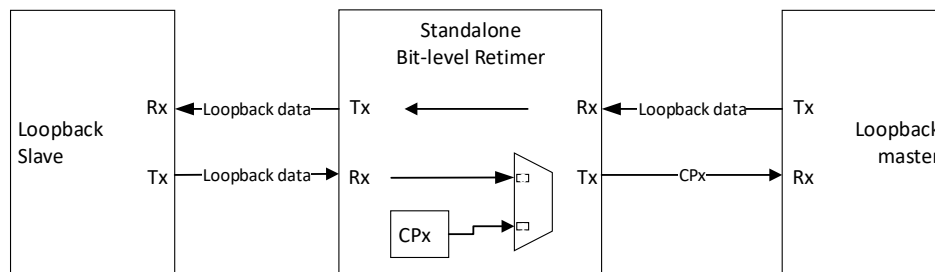 Standalone
Bit-level Retimer
Rx Loopback data Tx Rx Loopback data Tx
Loopback
Slave
Loopback
master
Tx Loopback data Rx Tx CPx Rx
CPx